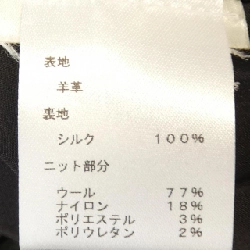 表地
羊革
裏地
シルク 100%
ニット部分
ウール 77%
ナイロン 18%
ポリエステル 3%
ポリウレタン 2%